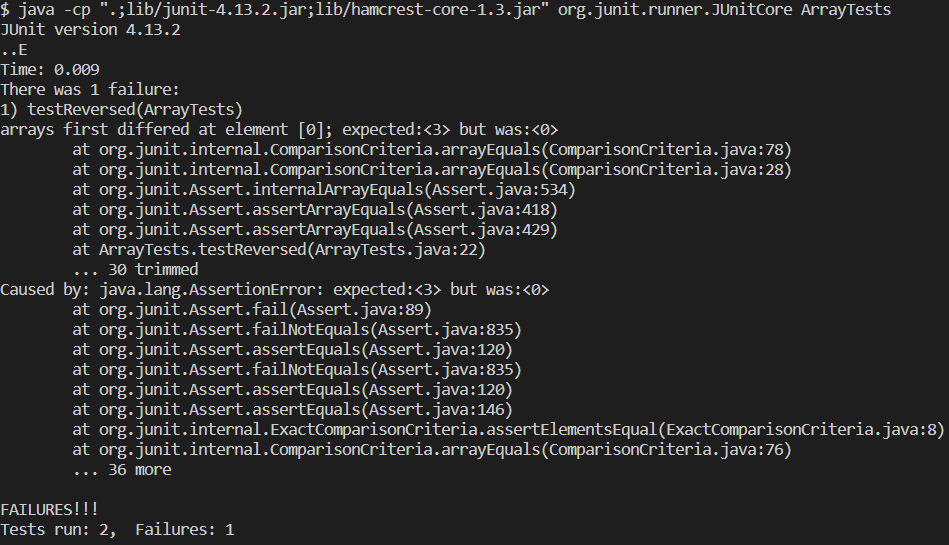 $ java -cp ".;lib/junit-4.13.2.jar;lib/hamcrest-core-1.3.jar" org.junit.runner.JUnitCore ArrayTests
JUnit version 4.13.2
..E
Time: 0.009
There was 1 failure:
1) testReversed(ArrayTests)
arrays first differed at element [0]; expected:<3> but was:<0>
        at org.junit.internal.ComparisonCriteria.arrayEquals(ComparisonCriteria.java:78)
        at org.junit.internal.ComparisonCriteria.arrayEquals(ComparisonCriteria.java:28)
        at org.junit.Assert.internalArrayEquals(Assert.java:534)
        at org.junit.Assert.assertArrayEquals(Assert.java:418)
        at org.junit.Assert.assertArrayEquals(Assert.java:429)
        at ArrayTests.testReversed(ArrayTests.java:22)
        ... 30 trimmed
Caused by: java.lang.AssertionError: expected:<3> but was:<0>
        at org.junit.Assert.fail(Assert.java:89)
        at org.junit.Assert.failNotEquals(Assert.java:835)
        at org.junit.Assert.assertEquals(Assert.java:120)
        at org.junit.Assert.failNotEquals(Assert.java:835)
        at org.junit.Assert.assertEquals(Assert.java:120)
        at org.junit.Assert.assertEquals(Assert.java:146)
        at org.junit.internal.ExactComparisonCriteria.assertElementsEqual(ExactComparisonCriteria.java:8)
        at org.junit.internal.ComparisonCriteria.arrayEquals(ComparisonCriteria.java:76)
        ... 36 more

FAILURES!!!
Tests run: 2,  Failures: 1